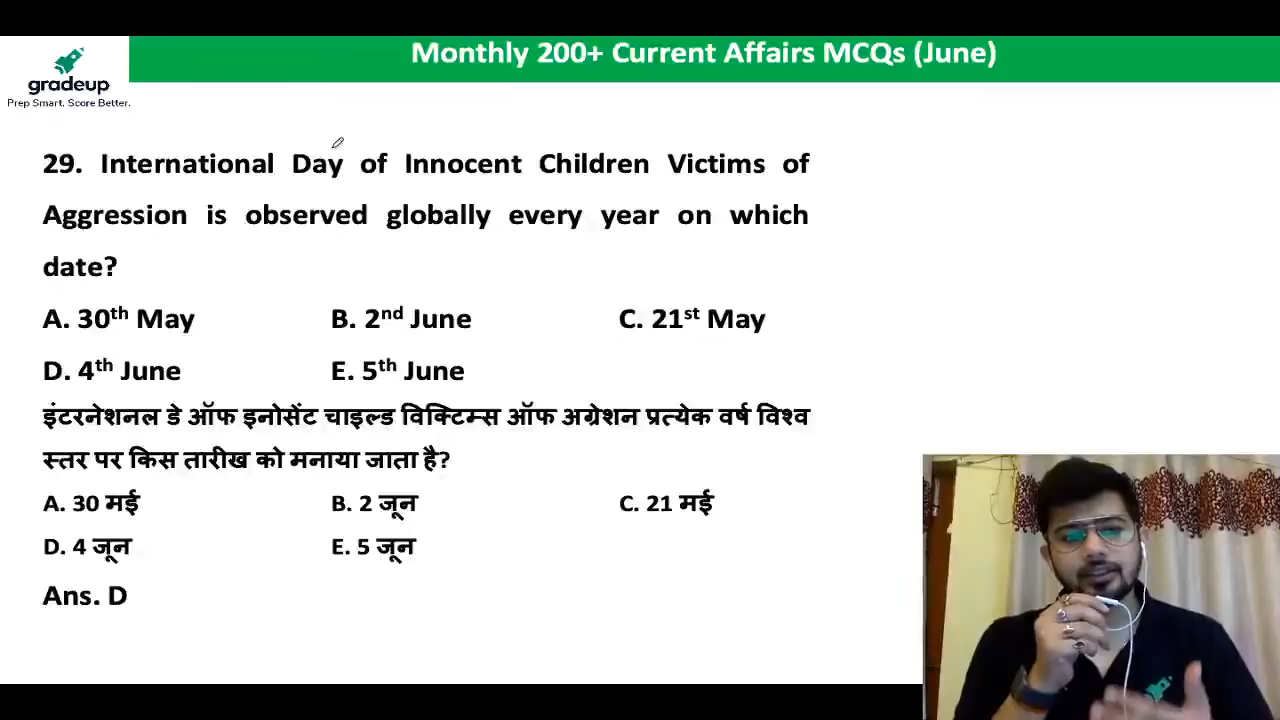 Monthly 200+ Current Affairs MCQs (June)
gradeup
Prep Smart. Score Better.
29. International Day of Innocent Children Victims of
Aggression is observed globally every year on which
date?
A. 30th May B. 2nd June C. 21st May
D. 4th June E. 5th June
इंटरनेशनल डे ऑफ इनोसेंट चाइल्ड विक्टिम्स ऑफ अग्रेशन प्रत्येक वर्ष विश्व
स्तर पर किस तारीख को मनाया जाता है?
A. 30 मई B. 2 जून C. 21 मई
D. 4 जून E. 5 जून
Ans. D